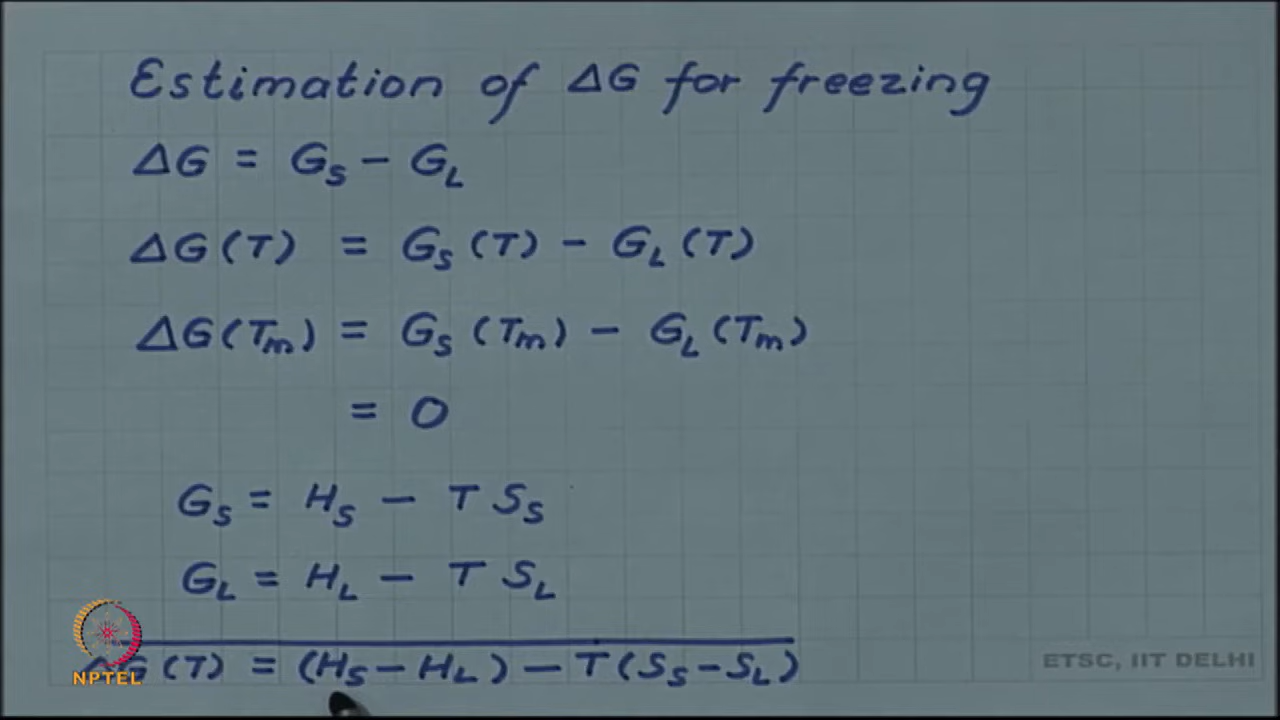 Estimation of ΔG for freezing
ΔG = G_S - G_L
ΔG(T) = G_S(T) - G_L(T)
ΔG(T_m) = G_S(T_m) - G_L(T_m)
= 0
G_S = H_S - T S_S
G_L = H_L - T S_L
ΔG(T) = (H_S - H_L) - T(S_S - S_L)
NPTEL
ETSC, IIT DELHI